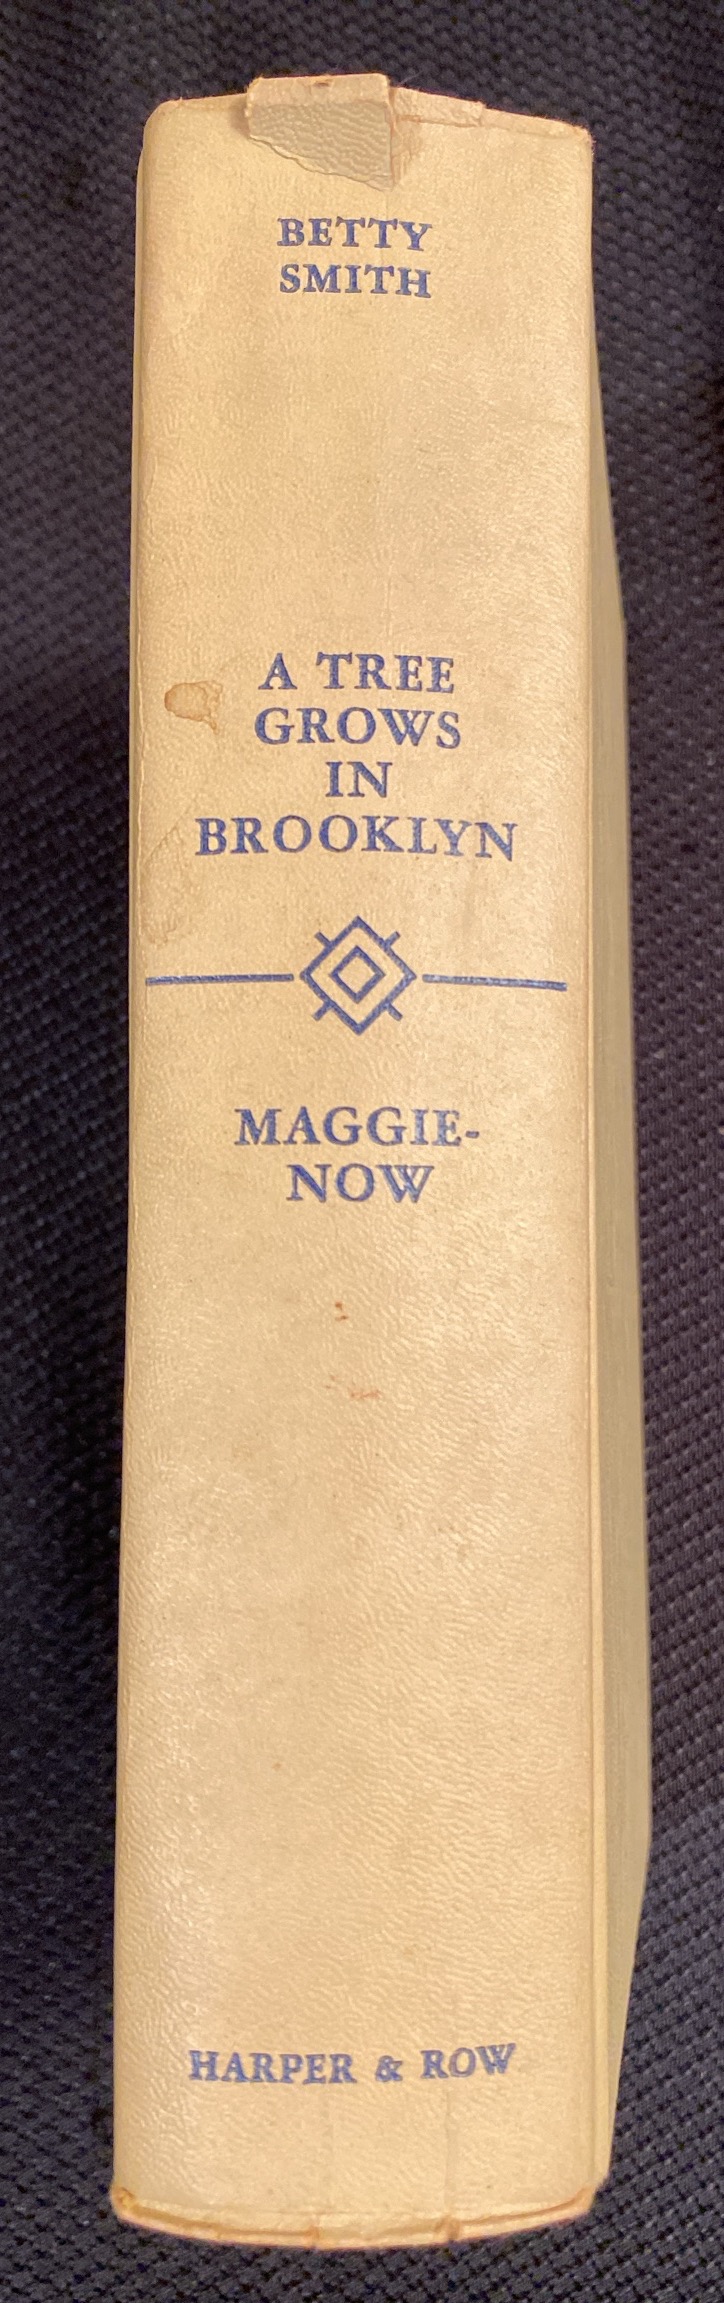 BETTY
SMITH
A TREE
GROWS
IN
BROOKLYN
MAGGIE-
NOW
HARPER & ROW